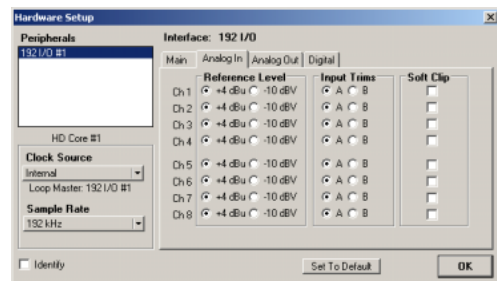 Hardware Setup
Peripherals
192 I/O #1
HD Core #1
Clock Source
Internal
Loop Master: 192 I/O #1
Sample Rate
192 kHz
Identify
Interface: 192 I/O
Main Analog In Analog Out Digital
Reference Level Input Trims Soft Clip
Ch 1 +4 dBu -10 dBV A B
Ch 2 +4 dBu -10 dBV A B
Ch 3 +4 dBu -10 dBV A B
Ch 4 +4 dBu -10 dBV A B
Ch 5 +4 dBu -10 dBV A B
Ch 6 +4 dBu -10 dBV A B
Ch 7 +4 dBu -10 dBV A B
Ch 8 +4 dBu -10 dBV A B
Set To Default
OK